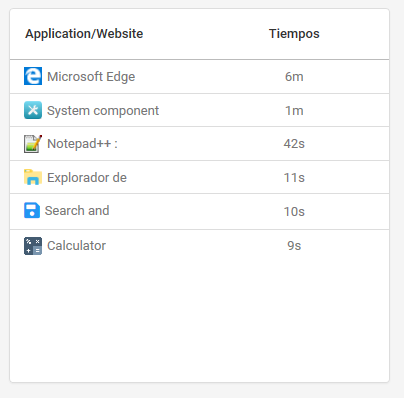 Application/Website Tiempos
Microsoft Edge 6m
System component 1m
Notepad++ : 42s
Explorador de 11s
Search and 10s
Calculator 9s